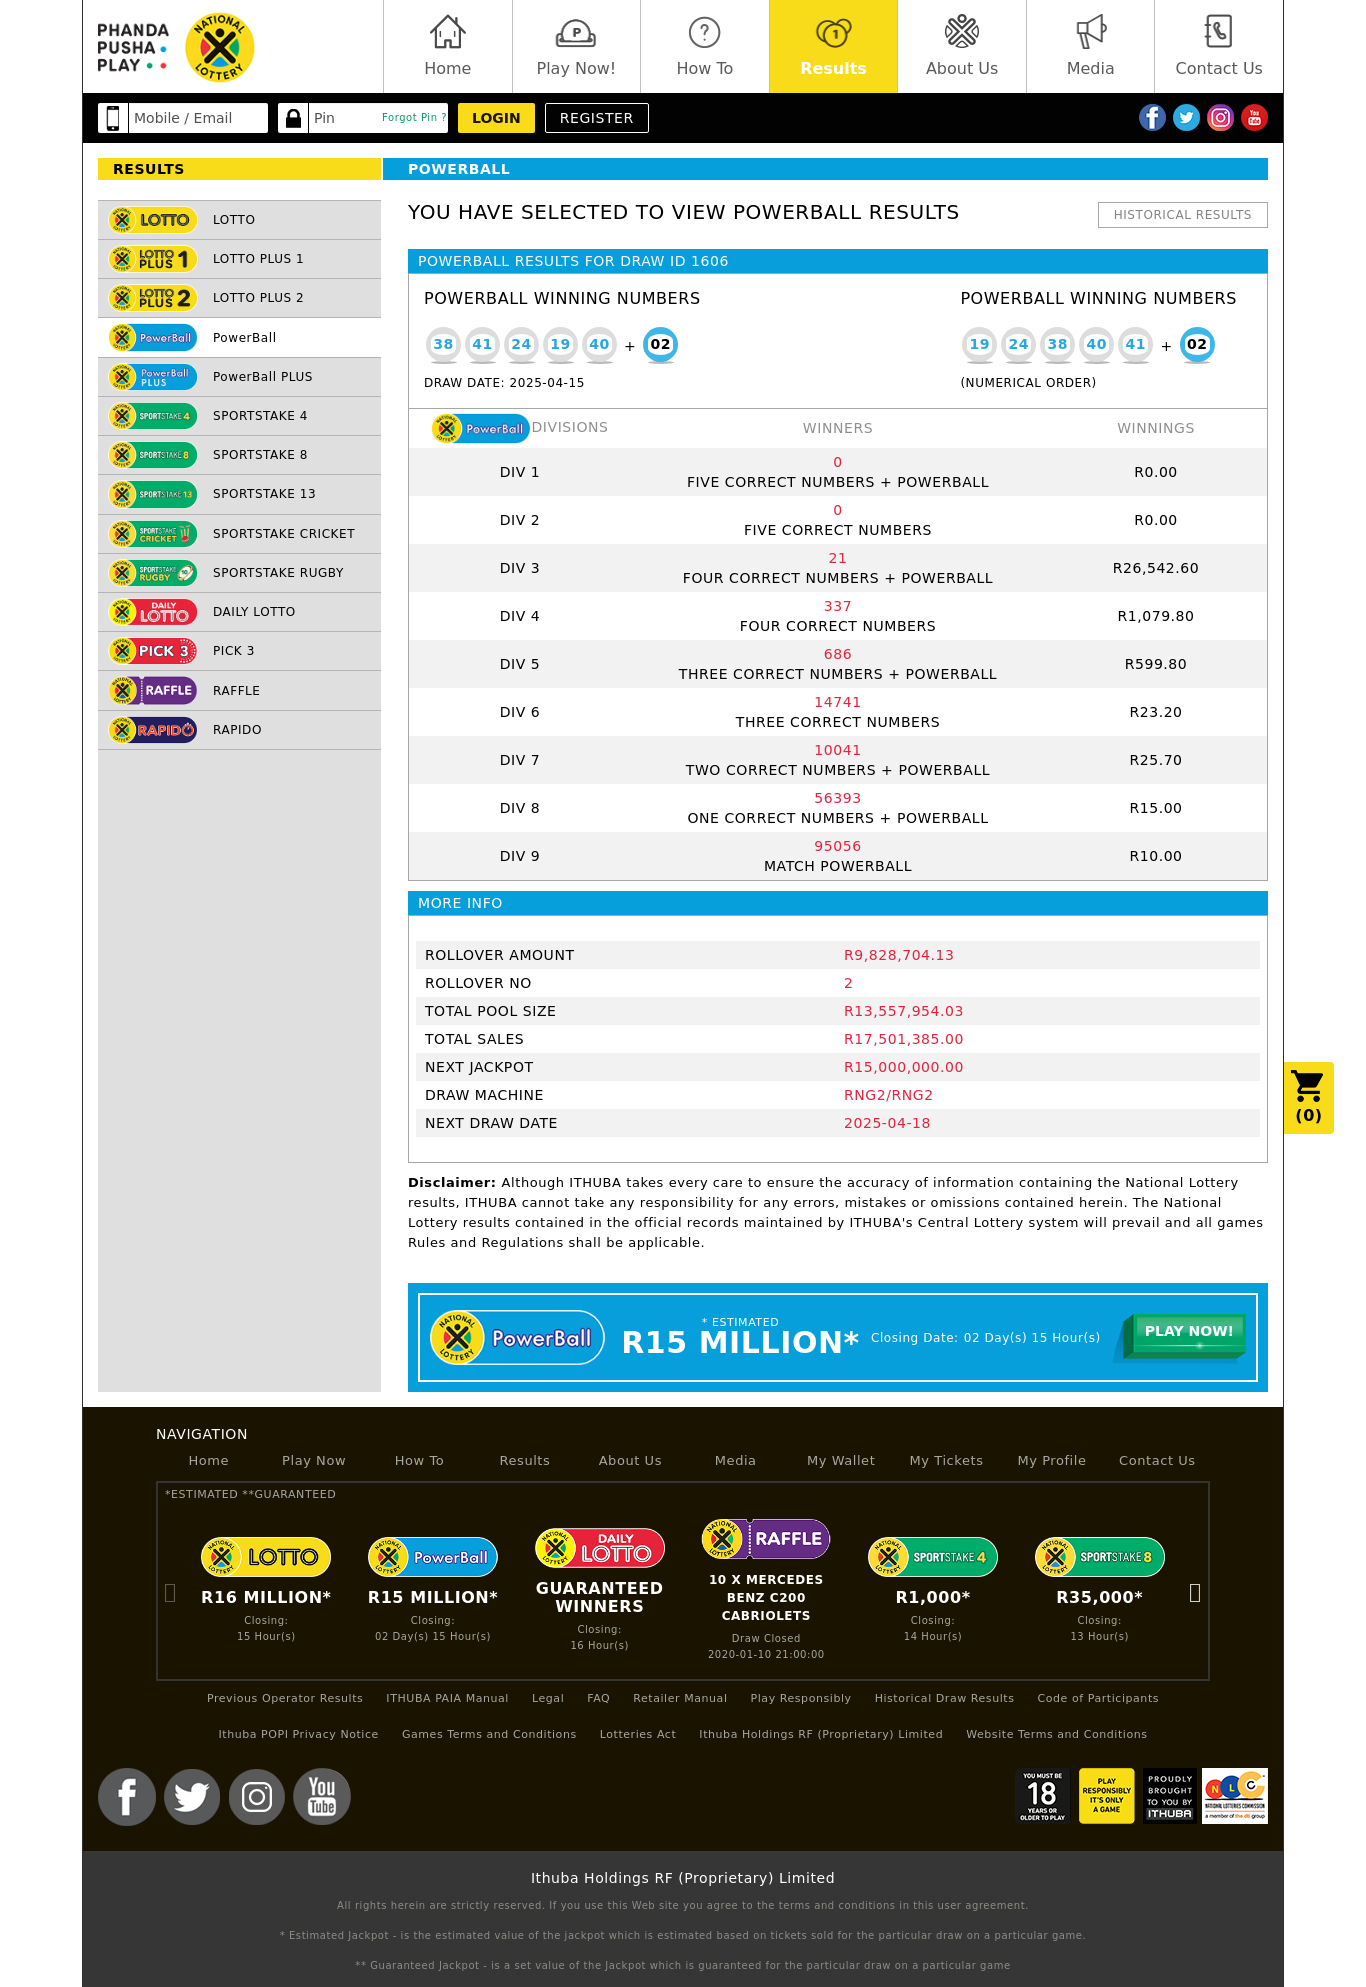 PHANDA
PUSHA
PLAY
NATIONAL
LOTTERY
Home
Play Now!
How To
Results
About Us
Media
Contact Us
Mobile / Email
Pin
Forgot Pin ?
LOGIN
REGISTER
RESULTS
POWERBALL
LOTTO
LOTTO PLUS 1
LOTTO PLUS 2
PowerBall
PowerBall PLUS
SPORTSTAKE 4
SPORTSTAKE 8
SPORTSTAKE 13
SPORTSTAKE CRICKET
SPORTSTAKE RUGBY
DAILY LOTTO
PICK 3
RAFFLE
RAPIDO
YOU HAVE SELECTED TO VIEW POWERBALL RESULTS
HISTORICAL RESULTS
POWERBALL RESULTS FOR DRAW ID 1606
POWERBALL WINNING NUMBERS
38 41 24 19 40 + 02
DRAW DATE: 2025-04-15
POWERBALL WINNING NUMBERS
19 24 38 40 41 + 02
(NUMERICAL ORDER)
PowerBall DIVISIONS WINNERS WINNINGS
DIV 1 0 FIVE CORRECT NUMBERS + POWERBALL R0.00
DIV 2 0 FIVE CORRECT NUMBERS R0.00
DIV 3 21 FOUR CORRECT NUMBERS + POWERBALL R26,542.60
DIV 4 337 FOUR CORRECT NUMBERS R1,079.80
DIV 5 686 THREE CORRECT NUMBERS + POWERBALL R599.80
DIV 6 14741 THREE CORRECT NUMBERS R23.20
DIV 7 10041 TWO CORRECT NUMBERS + POWERBALL R25.70
DIV 8 56393 ONE CORRECT NUMBERS + POWERBALL R15.00
DIV 9 95056 MATCH POWERBALL R10.00
MORE INFO
ROLLOVER AMOUNT R9,828,704.13
ROLLOVER NO 2
TOTAL POOL SIZE R13,557,954.03
TOTAL SALES R17,501,385.00
NEXT JACKPOT R15,000,000.00
DRAW MACHINE RNG2/RNG2
NEXT DRAW DATE 2025-04-18
(0)
Disclaimer: Although ITHUBA takes every care to ensure the accuracy of information containing the National Lottery
results, ITHUBA cannot take any responsibility for any errors, mistakes or omissions contained herein. The National
Lottery results contained in the official records maintained by ITHUBA's Central Lottery system will prevail and all games
Rules and Regulations shall be applicable.
NATIONAL LOTTERY PowerBall
* ESTIMATED
R15 MILLION*
Closing Date: 02 Day(s) 15 Hour(s)
PLAY NOW!
NAVIGATION
Home Play Now How To Results About Us Media My Wallet My Tickets My Profile Contact Us
*ESTIMATED **GUARANTEED
LOTTO
R16 MILLION*
Closing:
15 Hour(s)
PowerBall
R15 MILLION*
Closing:
02 Day(s) 15 Hour(s)
DAILY LOTTO
GUARANTEED
WINNERS
Closing:
16 Hour(s)
RAFFLE
10 X MERCEDES
BENZ C200
CABRIOLETS
Draw Closed
2020-01-10 21:00:00
SPORTSTAKE 4
R1,000*
Closing:
14 Hour(s)
SPORTSTAKE 8
R35,000*
Closing:
13 Hour(s)
Previous Operator Results ITHUBA PAIA Manual Legal FAQ Retailer Manual Play Responsibly Historical Draw Results Code of Participants
Ithuba POPI Privacy Notice Games Terms and Conditions Lotteries Act Ithuba Holdings RF (Proprietary) Limited Website Terms and Conditions
You Tube
YOU MUST BE
18
YEARS OR
OLDER TO PLAY
PLAY
RESPONSIBLY
IT'S ONLY
A GAME
PROUDLY
BROUGHT
TO YOU BY
ITHUBA
NLC
NATIONAL LOTTERIES COMMISSION
a member of the dti group
Ithuba Holdings RF (Proprietary) Limited
All rights herein are strictly reserved. If you use this Web site you agree to the terms and conditions in this user agreement.
* Estimated Jackpot - is the estimated value of the jackpot which is estimated based on tickets sold for the particular draw on a particular game.
** Guaranteed Jackpot - is a set value of the Jackpot which is guaranteed for the particular draw on a particular game